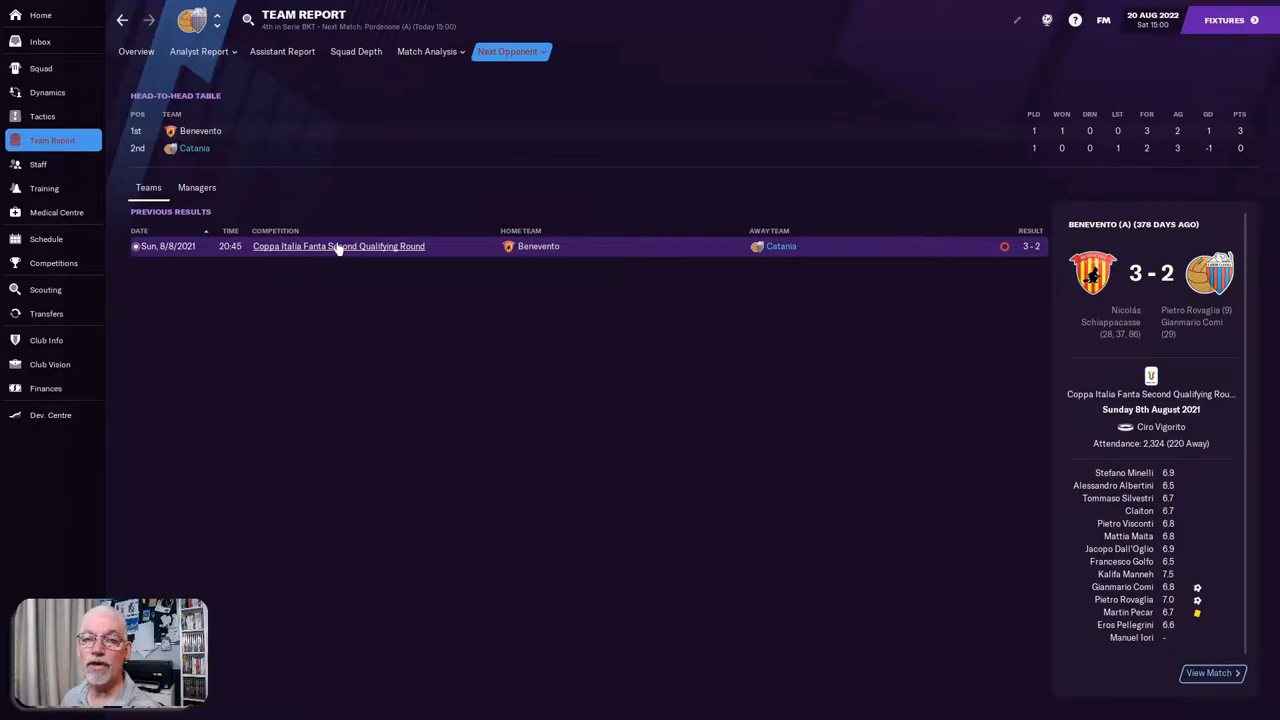 TEAM REPORT
4th in Serie BKT - Next Match: Pordenone (A) (Today 15:00)
FM
20 AUG 2022
Sat 15:00
FIXTURES
Home
Inbox
Squad
Dynamics
Tactics
Team Report
Staff
Training
Medical Centre
Schedule
Competitions
Scouting
Transfers
Club Info
Club Vision
Finances
Dev. Centre
Overview Analyst Report Assistant Report Squad Depth Match Analysis Next Opponent
HEAD-TO-HEAD TABLE
POS TEAM PLD WON DRN LST FOR AG GD PTS
1st Benevento 1 1 0 0 3 2 1 3
2nd Catania 1 0 0 1 2 3 -1 0
Teams Managers
PREVIOUS RESULTS
DATE TIME COMPETITION HOME TEAM AWAY TEAM RESULT
Sun, 8/8/2021 20:45 Coppa Italia Fanta Second Qualifying Round Benevento Catania 3 - 2
BENEVENTO (A) (378 DAYS AGO)
3 - 2
Nicolás Schiappacasse (28, 37, 86)
Pietro Rovaglia (9)
Gianmario Comi (29)
Coppa Italia Fanta Second Qualifying Rou...
Sunday 8th August 2021
Ciro Vigorito
Attendance: 2,324 (220 Away)
Stefano Minelli 6.9
Alessandro Albertini 6.5
Tommaso Silvestri 6.7
Claiton 6.7
Pietro Visconti 6.8
Mattia Maita 6.8
Jacopo Dall'Oglio 6.9
Francesco Golfo 6.5
Kalifa Manneh 7.5
Gianmario Comi 6.8
Pietro Rovaglia 7.0
Martin Pecar 6.7
Eros Pellegrini 6.6
Manuel Iori -
View Match